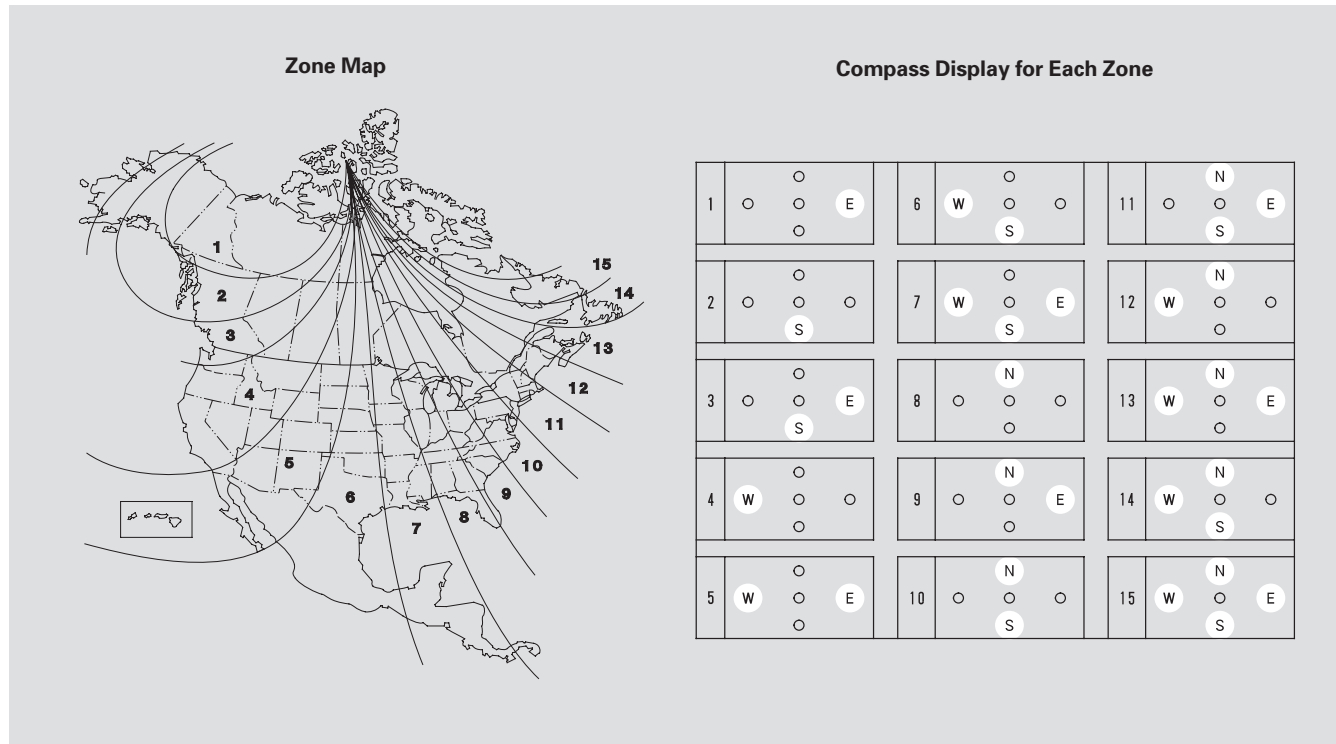 Zone Map
1
2
3
4
5
6
7
8
9
10
11
12
13
14
15
Compass Display for Each Zone
1 E
2 S
3 E S
4 W
5 W E
6 W S
7 W E S
8 N
9 N E
10 N S
11 N E S
12 N W
13 N W E
14 N W S
15 N W E S